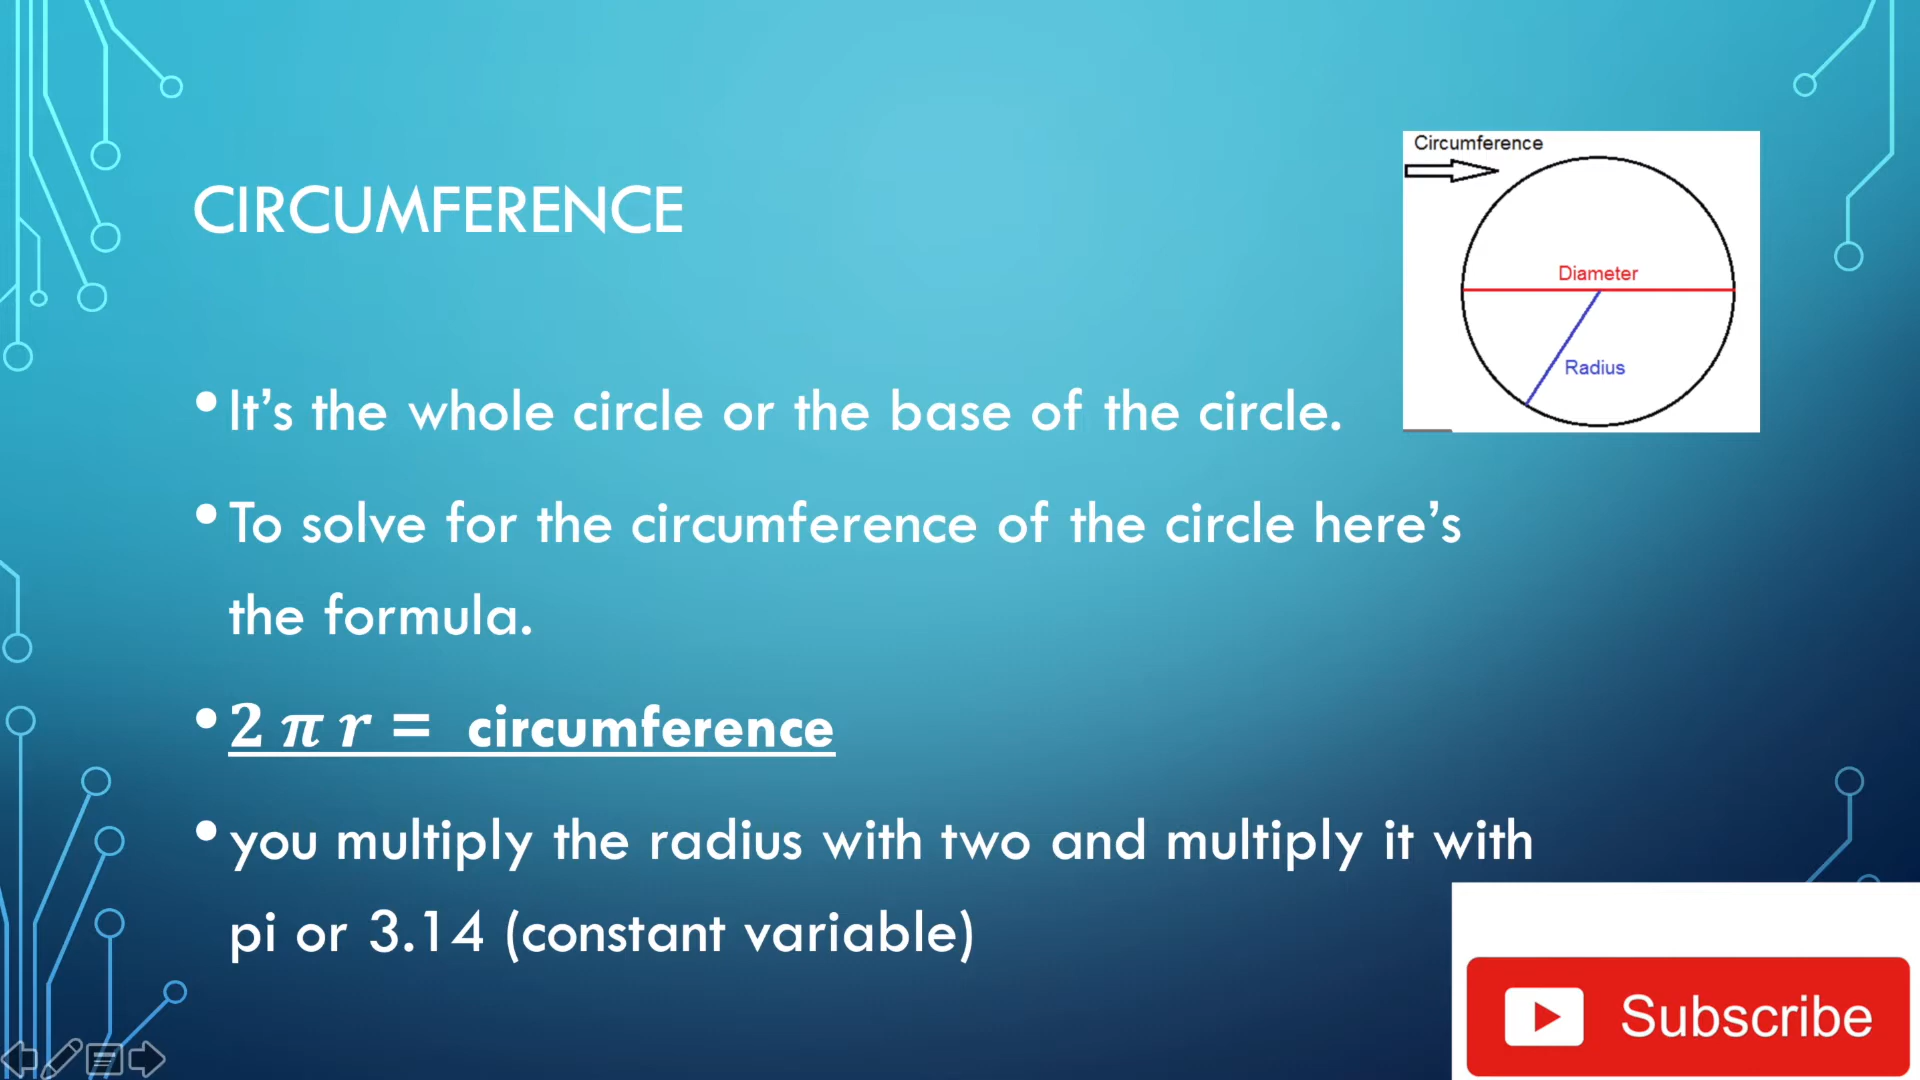 CIRCUMFERENCE
Circumference
Diameter
Radius
• It’s the whole circle or the base of the circle.
• To solve for the circumference of the circle here’s
the formula.
• 2 π r = circumference
• you multiply the radius with two and multiply it with
pi or 3.14 (constant variable)
Subscribe